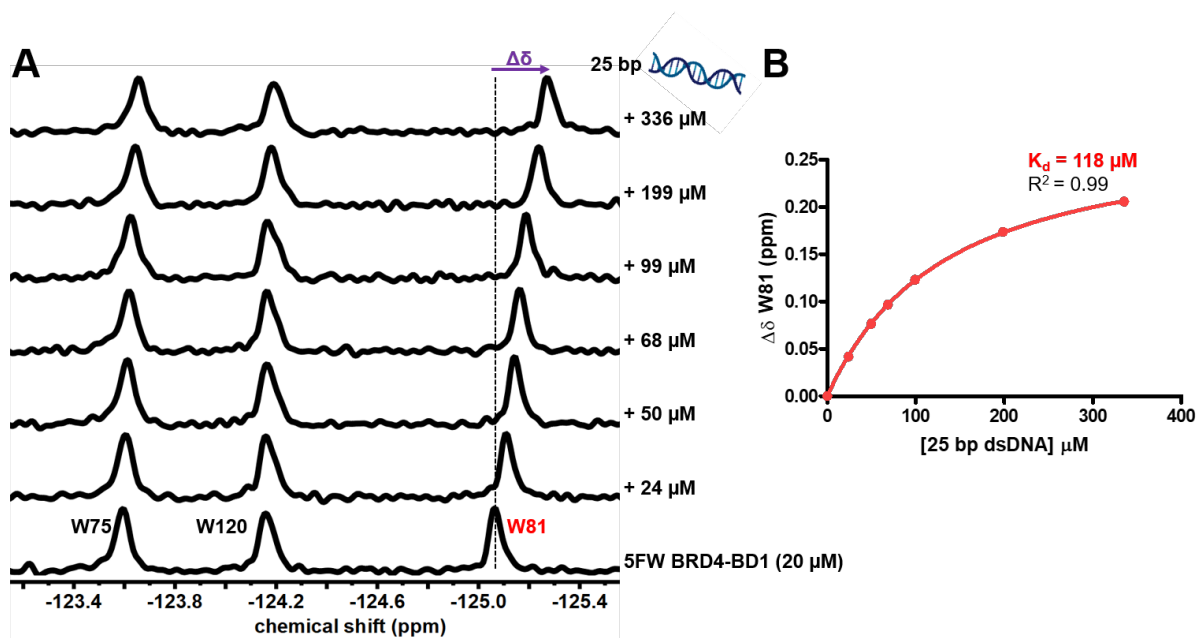 A
Δδ
25 bp
B
+ 336 µM
+ 199 µM
+ 99 µM
+ 68 µM
+ 50 µM
+ 24 µM
W75
W120
W81
5FW BRD4-BD1 (20 µM)
-123.4
-123.8
-124.2
-124.6
-125.0
-125.4
chemical shift (ppm)
Kd = 118 µM
R² = 0.99
0.25
0.20
0.15
0.10
0.05
0.00
Δδ W81 (ppm)
0
100
200
300
400
[25 bp dsDNA] µM